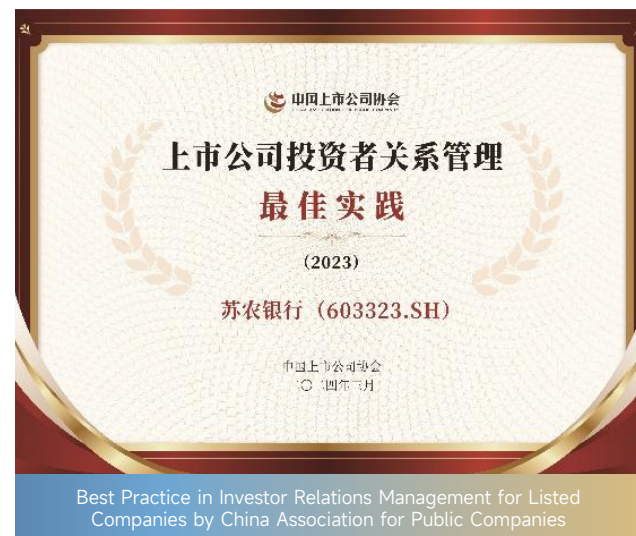 中国上市公司协会
上市公司投资者关系管理
最佳实践
(2023)
苏农银行(603323.SH)
中国上市公司协会
Best Practice in Investor Relations Management for Listed
Companies by China Association for Public Companies